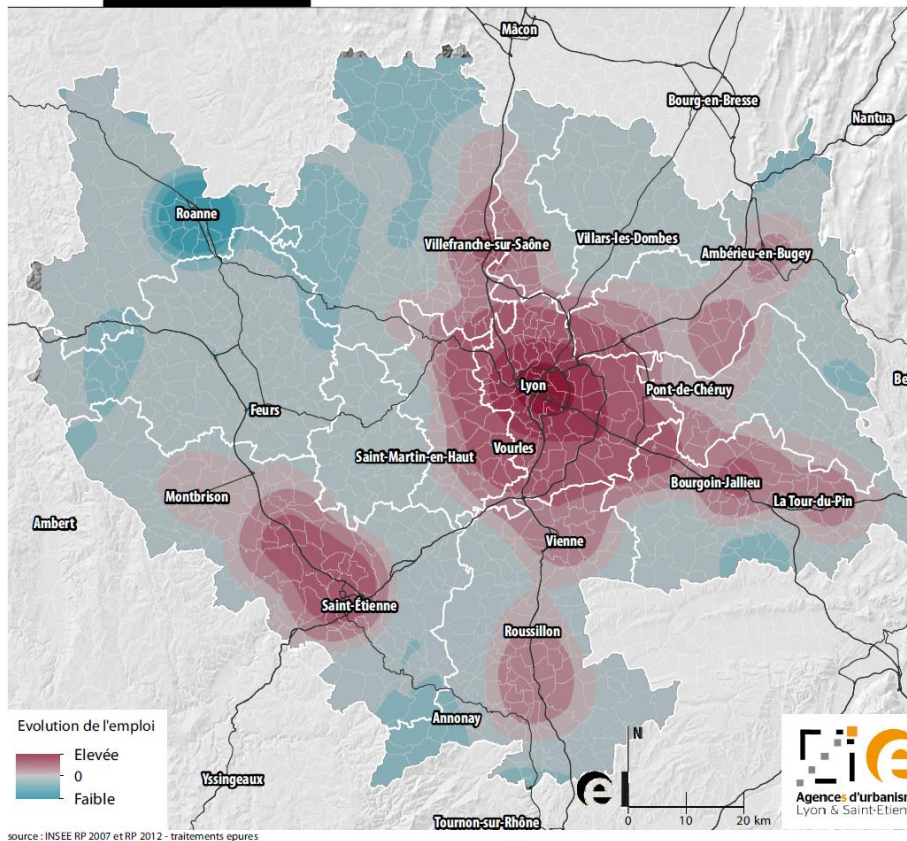 Mâcon
Bourg-en-Bresse
Nantua
Roanne
Villefranche-sur-Saône
Villars-les-Dombes
Ambérieu-en-Bugey
Lyon
Pont-de-Chéruy
Be
Feurs
Vourles
Saint-Martin-en-Haut
Bourgoin-Jallieu
Montbrison
La Tour-du-Pin
Ambert
Vienne
Saint-Étienne
Roussillon
Annonay
Yssingeaux
Tournon-sur-Rhône
Evolution de l'emploi
Elevée
0
Faible
N
0 10 20 km
e
e
Agences d'urbanism
Lyon & Saint-Etien
source : INSEE RP 2007 et RP 2012 - traitements epures